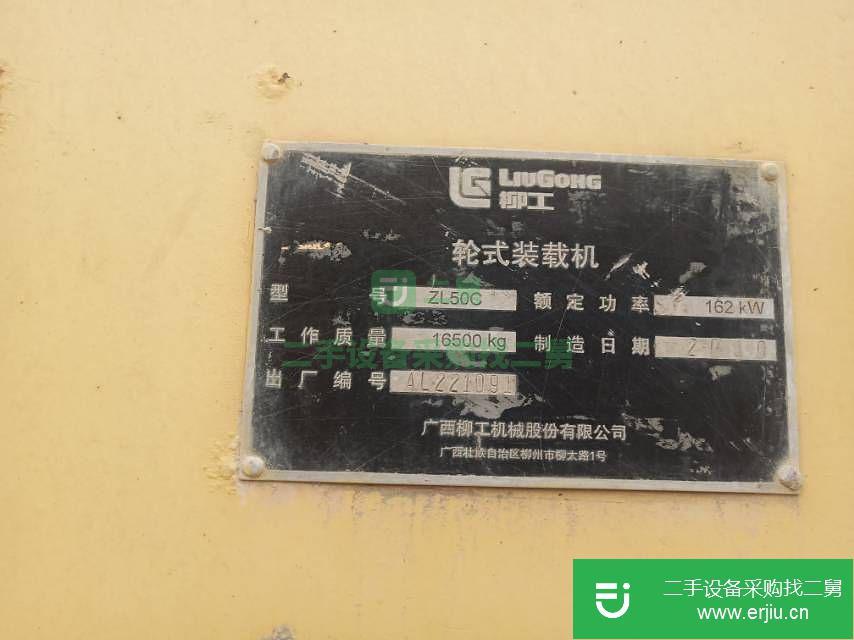 LIUGONG
柳工
轮式装载机
型 号 ZL50C 额定功率 162 kW
工作质量 16500 kg 制造日期
二手设备采购找二舅
出厂编号 AL221091
广西柳工机械股份有限公司
广西壮族自治区柳州市柳太路1号
二手设备采购找二舅
www.erjiu.cn